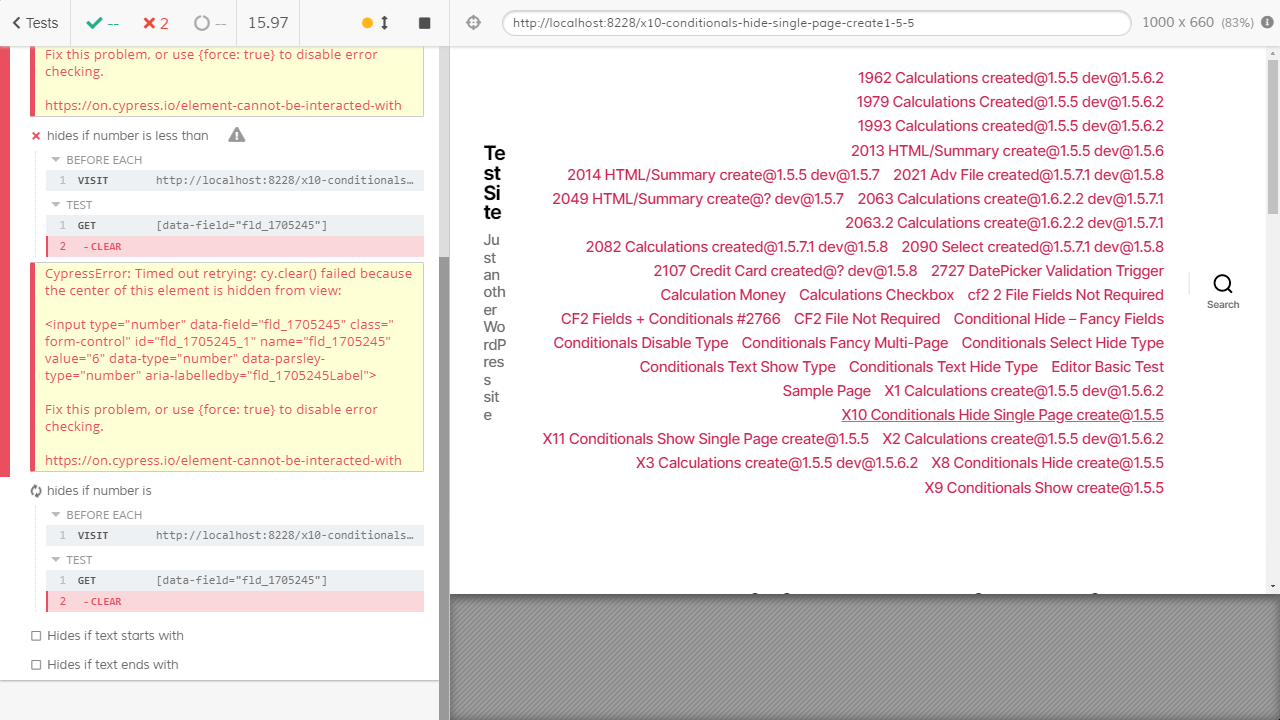 Tests
--
2
--
15.97
http://localhost:8228/x10-conditionals-hide-single-page-create1-5-5
1000 x 660 (83%)
Fix this problem, or use {force: true} to disable error
checking.
https://on.cypress.io/element-cannot-be-interacted-with
hides if number is less than
BEFORE EACH
1 VISIT http://localhost:8228/x10-conditionals…
TEST
1 GET [data-field="fld_1705245"]
2 -CLEAR
CypressError: Timed out retrying: cy.clear() failed because
the center of this element is hidden from view:
<input type="number" data-field="fld_1705245" class="
form-control" id="fld_1705245_1" name="fld_1705245"
value="6" data-type="number" data-parsley-
type="number" aria-labelledby="fld_1705245Label">
Fix this problem, or use {force: true} to disable error
checking.
https://on.cypress.io/element-cannot-be-interacted-with
hides if number is
BEFORE EACH
1 VISIT http://localhost:8228/x10-conditionals…
TEST
1 GET [data-field="fld_1705245"]
2 -CLEAR
Hides if text starts with
Hides if text ends with
Te
st
Si
te
Ju
st
an
oth
er
Wo
rdP
res
s
sit
e
1962 Calculations created@1.5.5 dev@1.5.6.2
1979 Calculations Created@1.5.5 dev@1.5.6.2
1993 Calculations created@1.5.5 dev@1.5.6.2
2013 HTML/Summary create@1.5.5 dev@1.5.6
2014 HTML/Summary create@1.5.5 dev@1.5.7 2021 Adv File created@1.5.7.1 dev@1.5.8
2049 HTML/Summary create@? dev@1.5.7 2063 Calculations create@1.6.2.2 dev@1.5.7.1
2063.2 Calculations create@1.6.2.2 dev@1.5.7.1
2082 Calculations created@1.5.7.1 dev@1.5.8 2090 Select created@1.5.7.1 dev@1.5.8
2107 Credit Card created@? dev@1.5.8 2727 DatePicker Validation Trigger
Calculation Money Calculations Checkbox cf2 2 File Fields Not Required
CF2 Fields + Conditionals #2766 CF2 File Not Required Conditional Hide – Fancy Fields
Conditionals Disable Type Conditionals Fancy Multi-Page Conditionals Select Hide Type
Conditionals Text Show Type Conditionals Text Hide Type Editor Basic Test
Sample Page X1 Calculations create@1.5.5 dev@1.5.6.2
X10 Conditionals Hide Single Page create@1.5.5
X11 Conditionals Show Single Page create@1.5.5 X2 Calculations create@1.5.5 dev@1.5.6.2
X3 Calculations create@1.5.5 dev@1.5.6.2 X8 Conditionals Hide create@1.5.5
X9 Conditionals Show create@1.5.5
Search